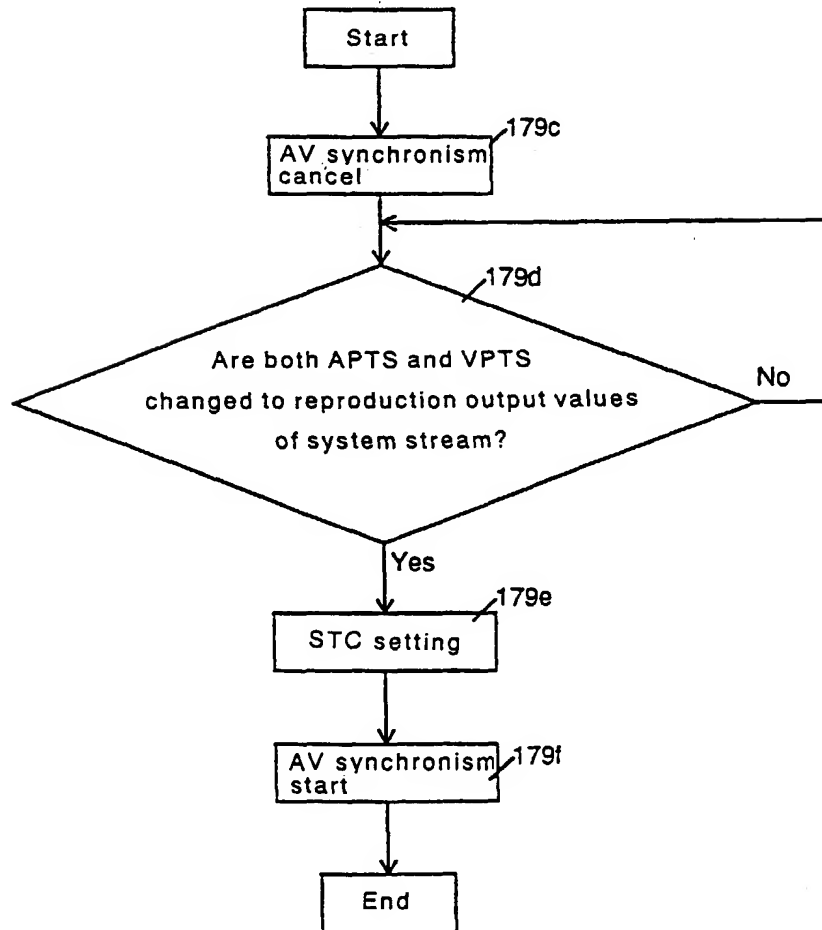 Start
179c
AV synchronism
cancel
179d
Are both APTS and VPTS
changed to reproduction output values
of system stream?
No
Yes
179e
STC setting
179f
AV synchronism
start
End